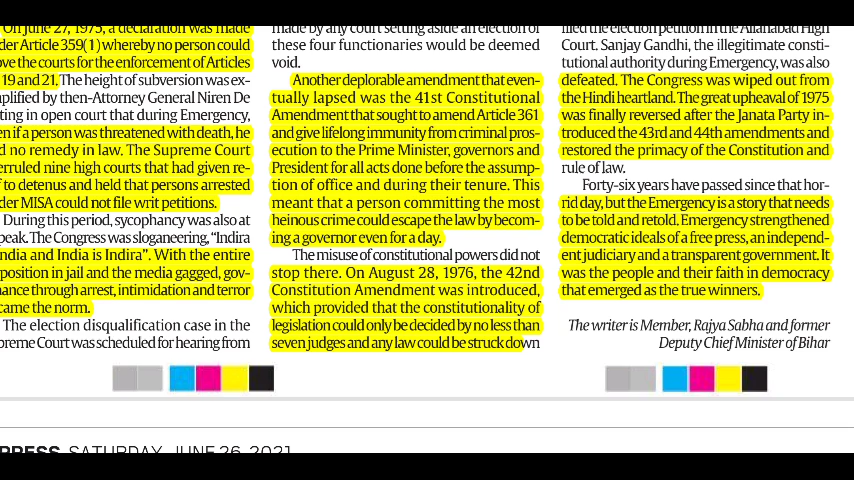 On June 27, 1975, a declaration was made
der Article 359(1) whereby no person could
ove the courts for the enforcement of Articles
19 and 21. The height of subversion was ex-
plified by then-Attorney General Niren De
ting in open court that during Emergency,
en if a person was threatened with death, he
d no remedy in law. The Supreme Court
erruled nine high courts that had given re-
f to detenus and held that persons arrested
der MISA could not file writ petitions.
During this period, sycophancy was also at
peak. The Congress was sloganeering, “Indira
ndia and India is Indira”. With the entire
position in jail and the media gagged, gov-
nance through arrest, intimidation and terror
came the norm.
The election disqualification case in the
preme Court was scheduled for hearing from
made by any court setting aside an election of
these four functionaries would be deemed
void.
Another deplorable amendment that even-
tually lapsed was the 41st Constitutional
Amendment that sought to amend Article 361
and give lifelong immunity from criminal pros-
ecution to the Prime Minister, governors and
President for all acts done before the assump-
tion of office and during their tenure. This
meant that a person committing the most
heinous crime could escape the law by becom-
ing a governor even for a day.
The misuse of constitutional powers did not
stop there. On August 28, 1976, the 42nd
Constitution Amendment was introduced,
which provided that the constitutionality of
legislation could only be decided by no less than
seven judges and any law could be struck down
filed the election petition in the Allahabad High
Court. Sanjay Gandhi, the illegitimate consti-
tutional authority during Emergency, was also
defeated. The Congress was wiped out from
the Hindi heartland. The great upheaval of 1975
was finally reversed after the Janata Party in-
troduced the 43rd and 44th amendments and
restored the primacy of the Constitution and
rule of law.
Forty-six years have passed since that hor-
rid day, but the Emergency is a story that needs
to be told and retold. Emergency strengthened
democratic ideals of a free press, an independ-
ent judiciary and a transparent government. It
was the people and their faith in democracy
that emerged as the true winners.
The writer is Member, Rajya Sabha and former
Deputy Chief Minister of Bihar
PRESS, SATURDAY, JUNE 26, 2021